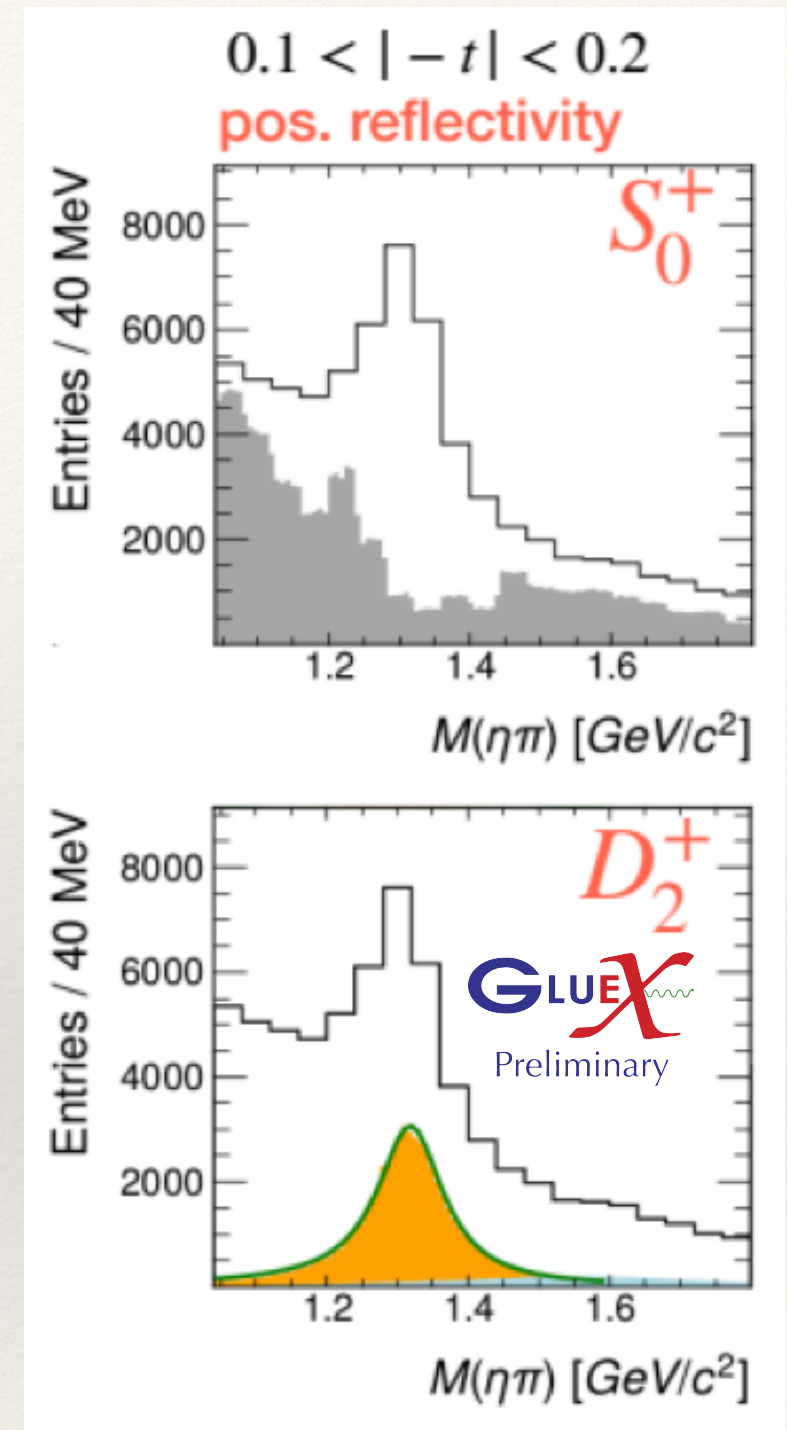 0.1 < | − t | < 0.2
pos. reflectivity
S₀⁺
Entries / 40 MeV
8000
6000
4000
2000
1.2 1.4 1.6
M(ηπ) [GeV/c²]
D₂⁺
GLUEX
Preliminary
Entries / 40 MeV
8000
6000
4000
2000
1.2 1.4 1.6
M(ηπ) [GeV/c²]